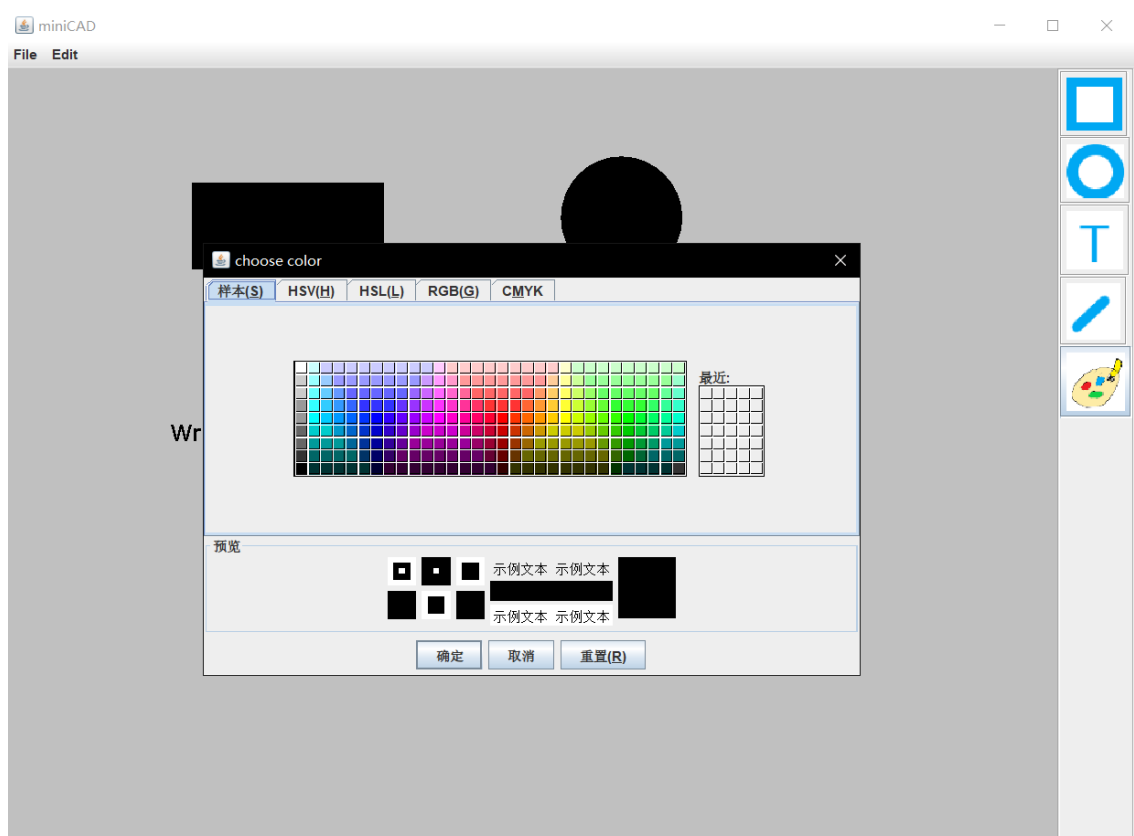 miniCAD
File Edit
choose color
样本(S) HSV(H) HSL(L) RGB(G) CMYK
最近:
Wr
预览
示例文本 示例文本
示例文本 示例文本
确定 取消 重置(R)
T